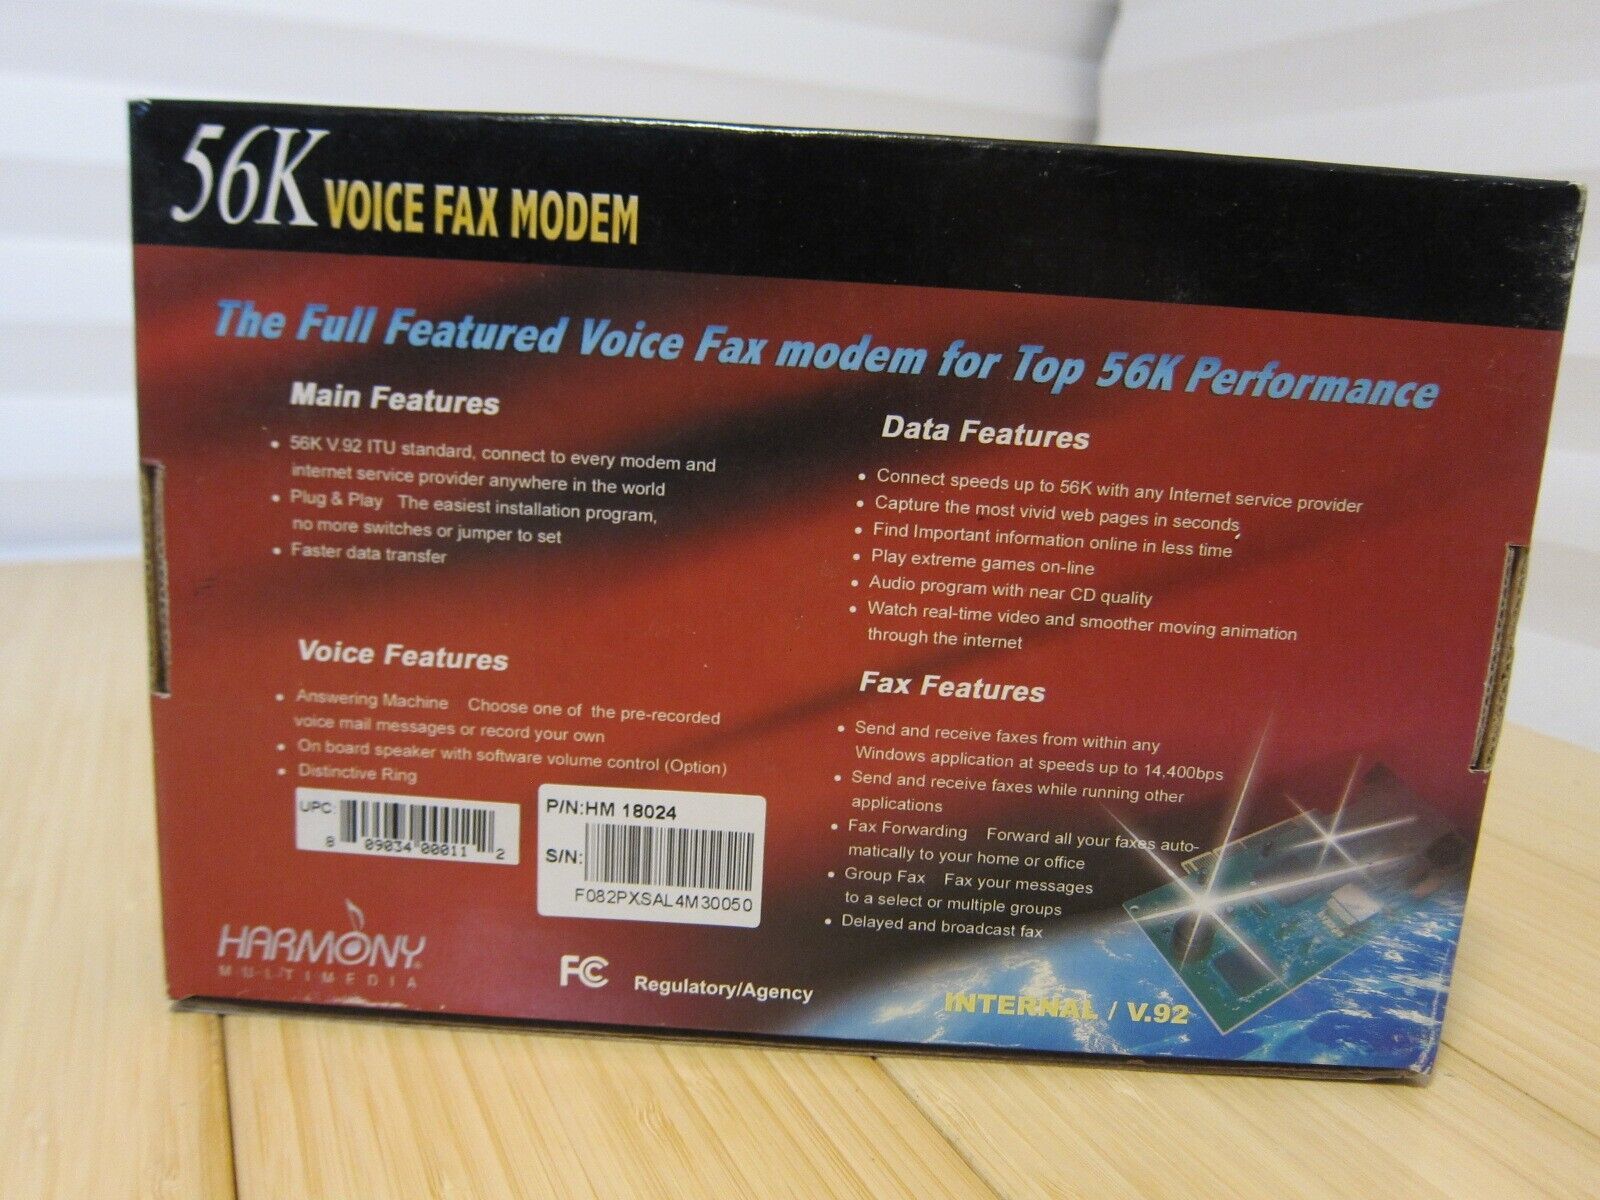 56K VOICE FAX MODEM
The Full Featured Voice Fax modem for Top 56K Performance
Main Features
• 56K V.92 ITU standard, connect to every modem and
internet service provider anywhere in the world
• Plug & Play The easiest installation program,
no more switches or jumper to set
• Faster data transfer
Voice Features
• Answering Machine Choose one of the pre-recorded
voice mail messages or record your own
• On board speaker with software volume control (Option)
• Distinctive Ring
Data Features
• Connect speeds up to 56K with any Internet service provider
• Capture the most vivid web pages in seconds
• Find Important information online in less time
• Play extreme games on-line
• Audio program with near CD quality
• Watch real-time video and smoother moving animation
through the internet
Fax Features
• Send and receive faxes from within any
Windows application at speeds up to 14,400bps
• Send and receive faxes while running other
applications
• Fax Forwarding Forward all your faxes auto-
matically to your home or office
• Group Fax Fax your messages
to a select or multiple groups
• Delayed and broadcast fax
UPC:
8 09034 00011 2
P/N:HM 18024
S/N:
F082PXSAL4M30050
HARMONY®
MULTIMEDIA
FC Regulatory/Agency
INTERNAL / V.92